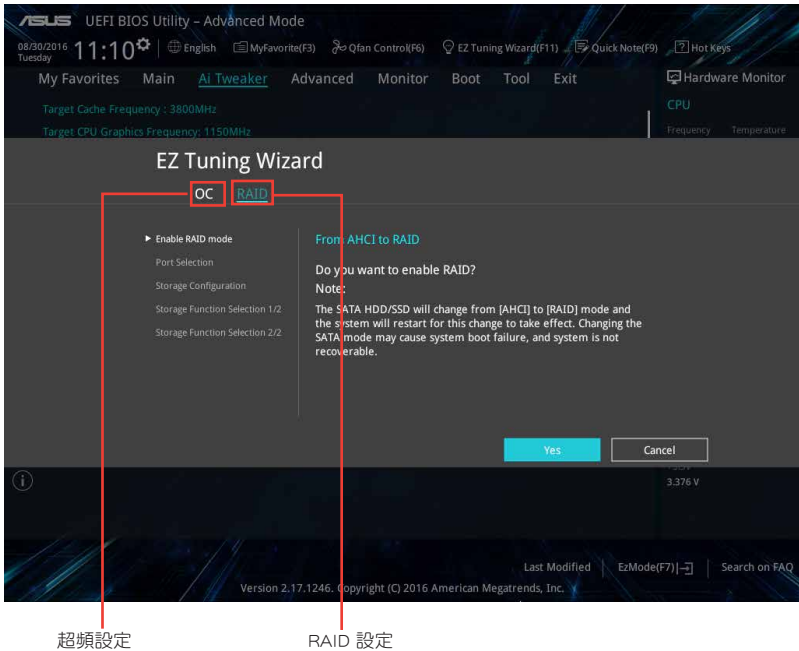 ASUS UEFI BIOS Utility – Advanced Mode
08/30/2016 Tuesday 11:10 English MyFavorite(F3) Qfan Control(F6) EZ Tuning Wizard(F11) Quick Note(F9) ? Hot Keys
My Favorites Main Ai Tweaker Advanced Monitor Boot Tool Exit Hardware Monitor
Target Cache Frequency : 3800MHz
CPU
Target CPU Graphics Frequency: 1150MHz
Frequency Temperature
EZ Tuning Wizard
OC RAID
Enable RAID mode
Port Selection
Storage Configuration
Storage Function Selection 1/2
Storage Function Selection 2/2
From AHCI to RAID
Do you want to enable RAID?
Note:
The SATA HDD/SSD will change from [AHCI] to [RAID] mode and
the system will restart for this change to take effect. Changing the
SATA mode may cause system boot failure, and system is not
recoverable.
Yes Cancel
3.376 V
Last Modified EzMode(F7) Search on FAQ
Version 2.17.1246. Copyright (C) 2016 American Megatrends, Inc.
超頻設定 RAID 設定